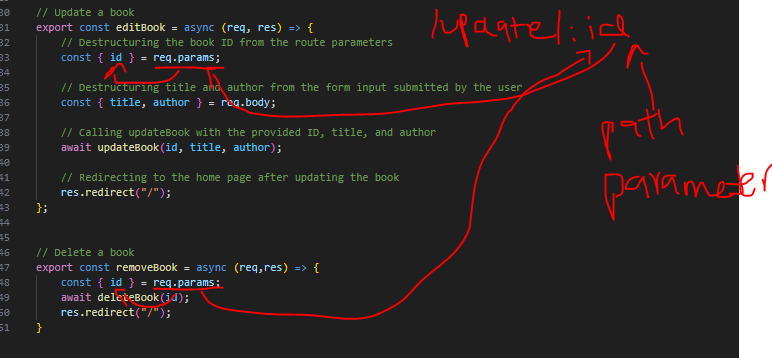 30 // Update a book
31 export const editBook = async (req, res) => {
32 // Destructuring the book ID from the route parameters
33 const { id } = req.params;
34
35 // Destructuring title and author from the form input submitted by the user
36 const { title, author } = req.body;
37
38 // Calling updateBook with the provided ID, title, and author
39 await updateBook(id, title, author);
40
41 // Redirecting to the home page after updating the book
42 res.redirect("/");
43 };
44
45
46 // Delete a book
47 export const removeBook = async (req,res) => {
48 const { id } = req.params;
49 await deleteBook(id);
50 res.redirect("/");
51 }
/update/:id
path
parameter